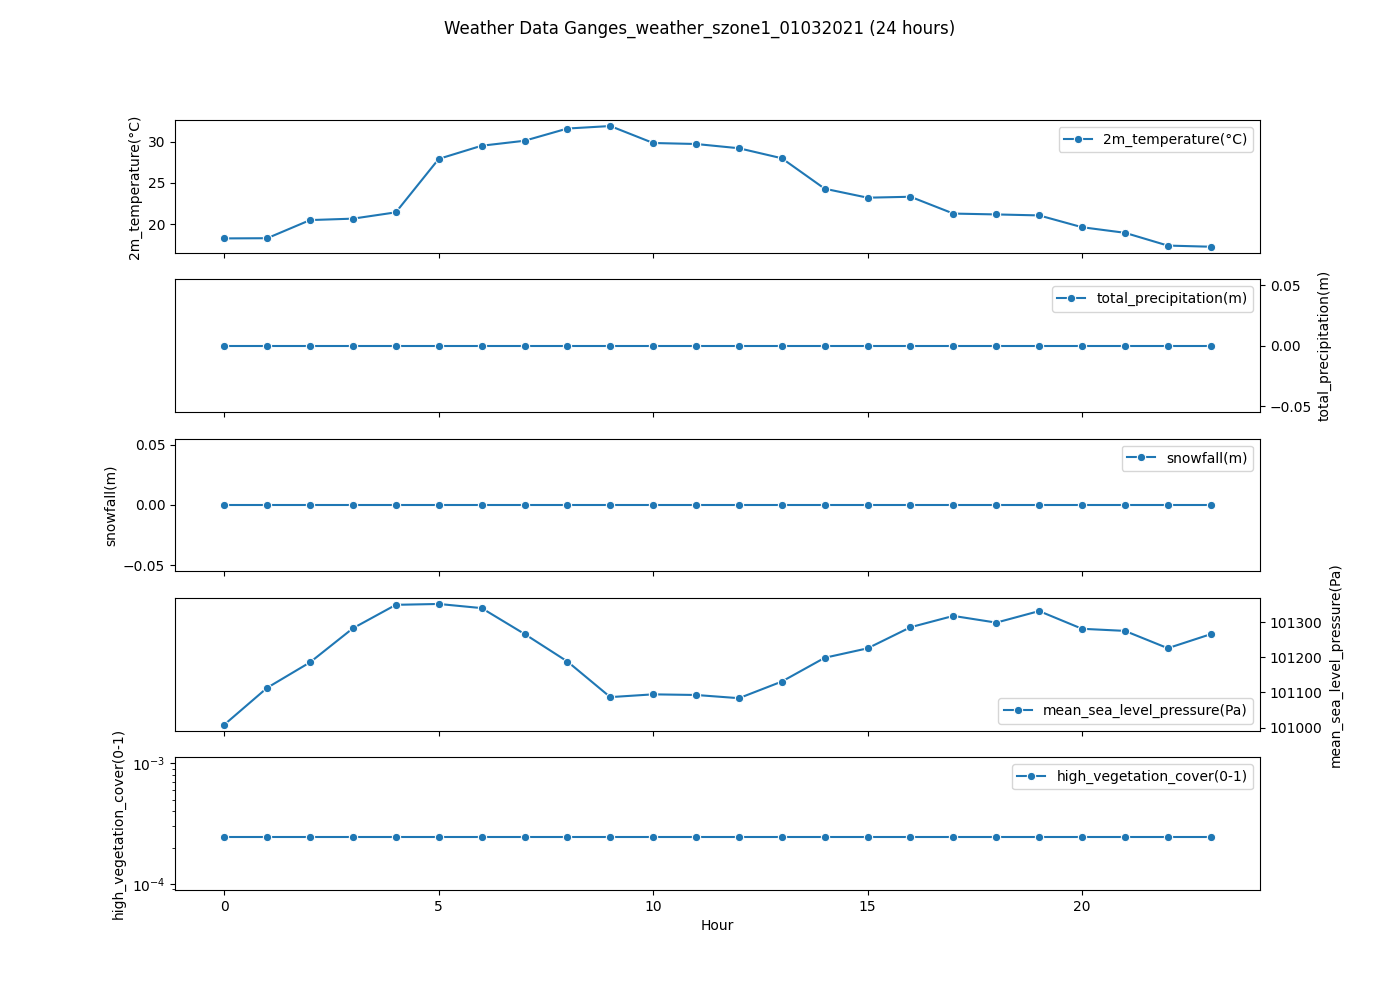 Weather Data Ganges_weather_szone1_01032021 (24 hours)
2m_temperature(°C)
30
25
20
2m_temperature(°C)
total_precipitation(m)
0.05
0.00
−0.05
total_precipitation(m)
snowfall(m)
0.05
0.00
−0.05
snowfall(m)
mean_sea_level_pressure(Pa)
101300
101200
101100
101000
mean_sea_level_pressure(Pa)
high_vegetation_cover(0-1)
10⁻³
10⁻⁴
high_vegetation_cover(0-1)
0 5 10 15 20
Hour